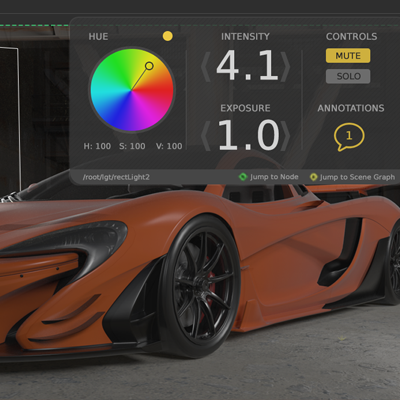 HUE
INTENSITY
CONTROLS
4.1
MUTE
SOLO
EXPOSURE
ANNOTATIONS
1.0
1
H: 100 S: 100 V: 100
/root/lgt/rectLight2
Jump to Node
Jump to Scene Graph